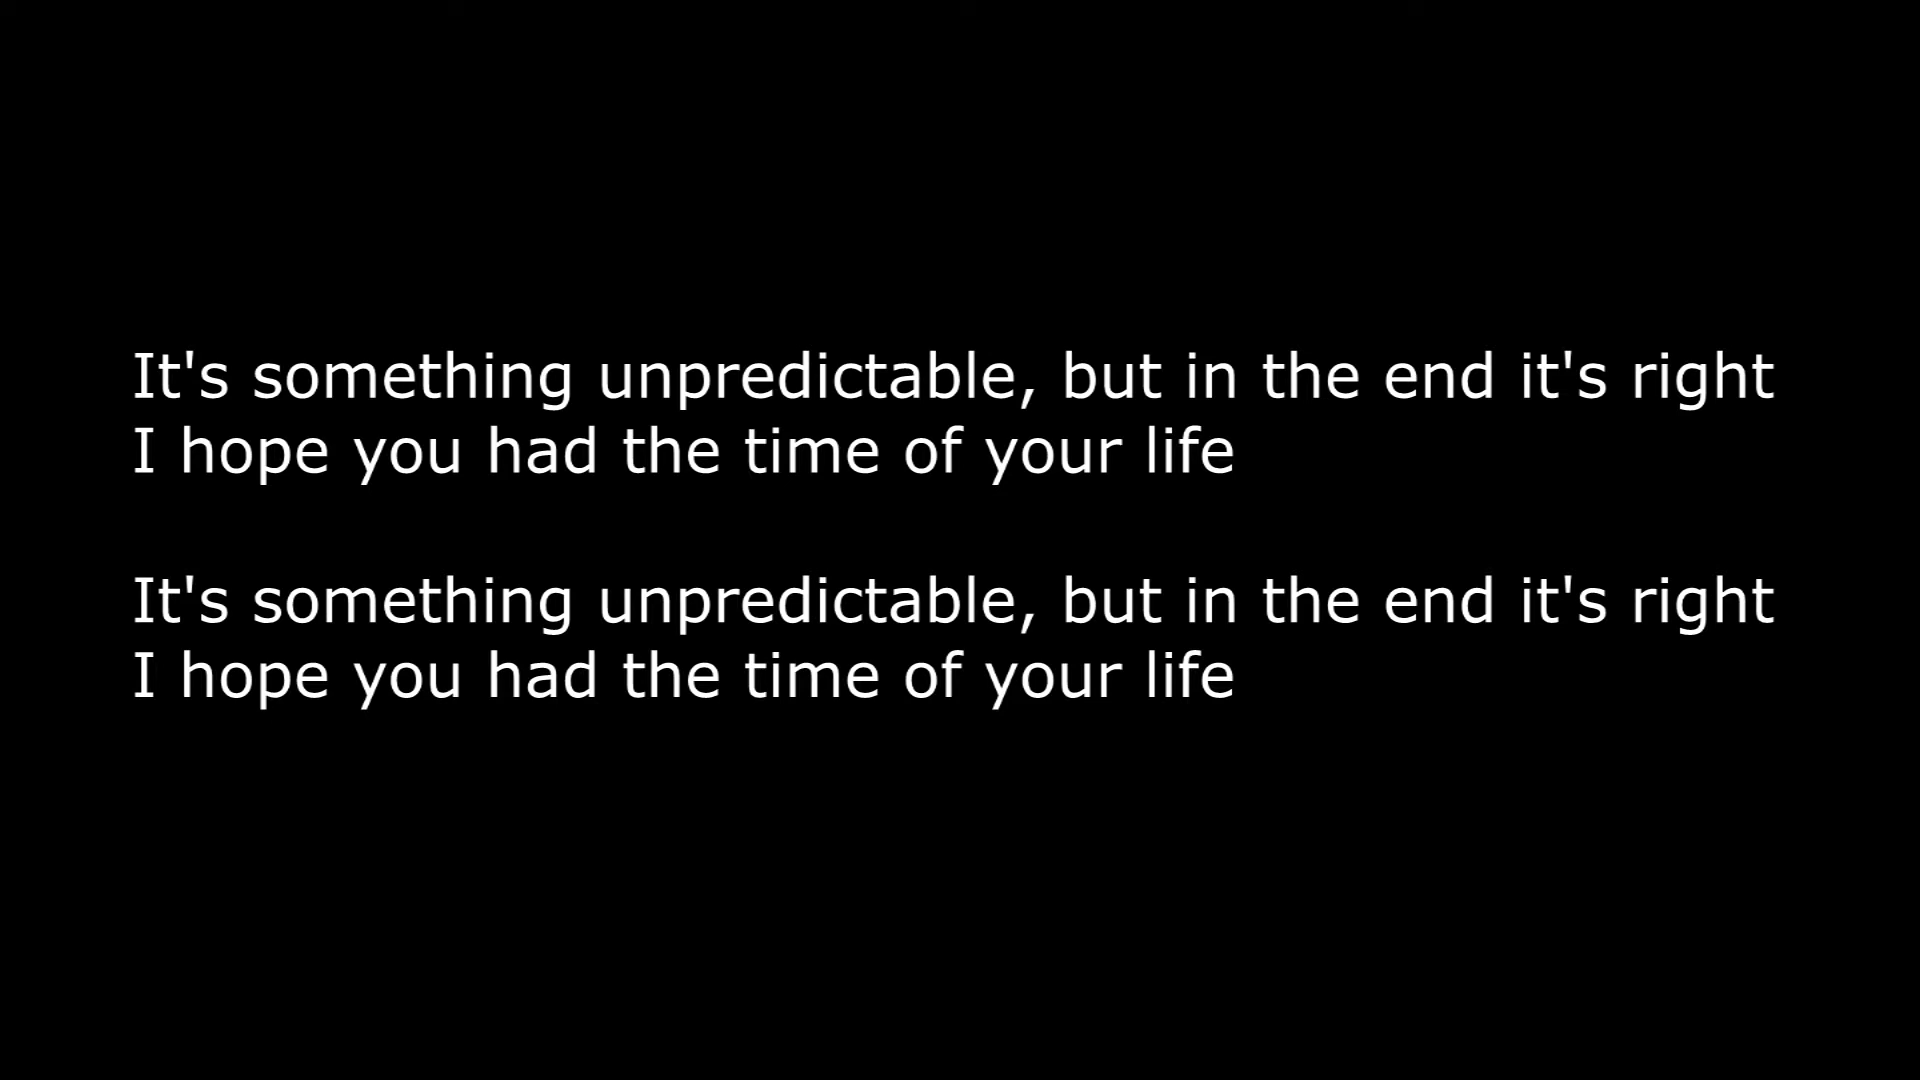 It's something unpredictable, but in the end it's right
I hope you had the time of your life

It's something unpredictable, but in the end it's right
I hope you had the time of your life